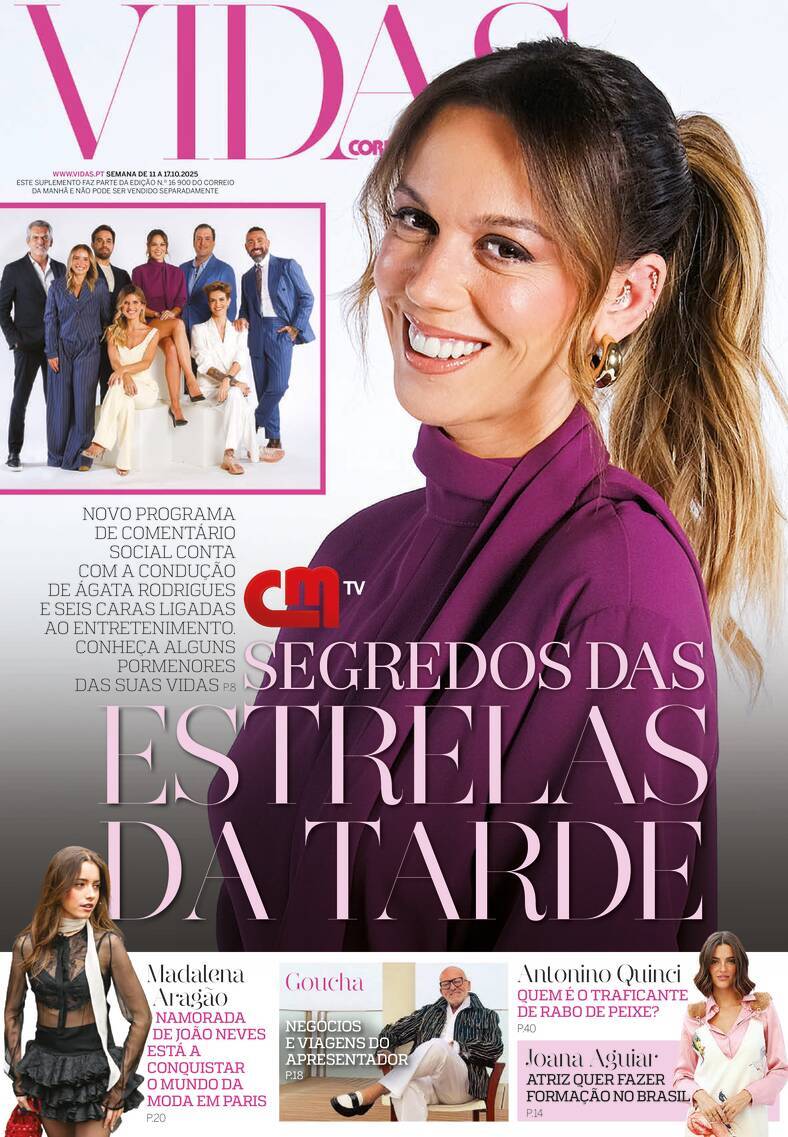 VIDAS
COR
WWW.VIDAS.PT SEMANA DE 11 A 17.10.2025
ESTE SUPLEMENTO FAZ PARTE DA EDIÇÃO N.º 16 900 DO CORREIO
DA MANHÃ E NÃO PODE SER VENDIDO SEPARADAMENTE
NOVO PROGRAMA
DE COMENTÁRIO
SOCIAL CONTA
COM A CONDUÇÃO
DE ÁGATA RODRIGUES
E SEIS CARAS LIGADAS
AO ENTRETENIMENTO.
CONHEÇA ALGUNS
PORMENORES
DAS SUAS VIDAS P.8
CM TV
SEGREDOS DAS
ESTRELAS
DA TARDE
Madalena
Aragão
NAMORADA
DE JOÃO NEVES
ESTÁ A
CONQUISTAR
O MUNDO DA
MODA EM PARIS
P.20
Goucha
NEGÓCIOS
E VIAGENS DO
APRESENTADOR
P.18
Antonino Quinci
QUEM É O TRAFICANTE
DE RABO DE PEIXE?
P.40
Joana Aguiar
ATRIZ QUER FAZER
FORMAÇÃO NO BRASIL
P.14